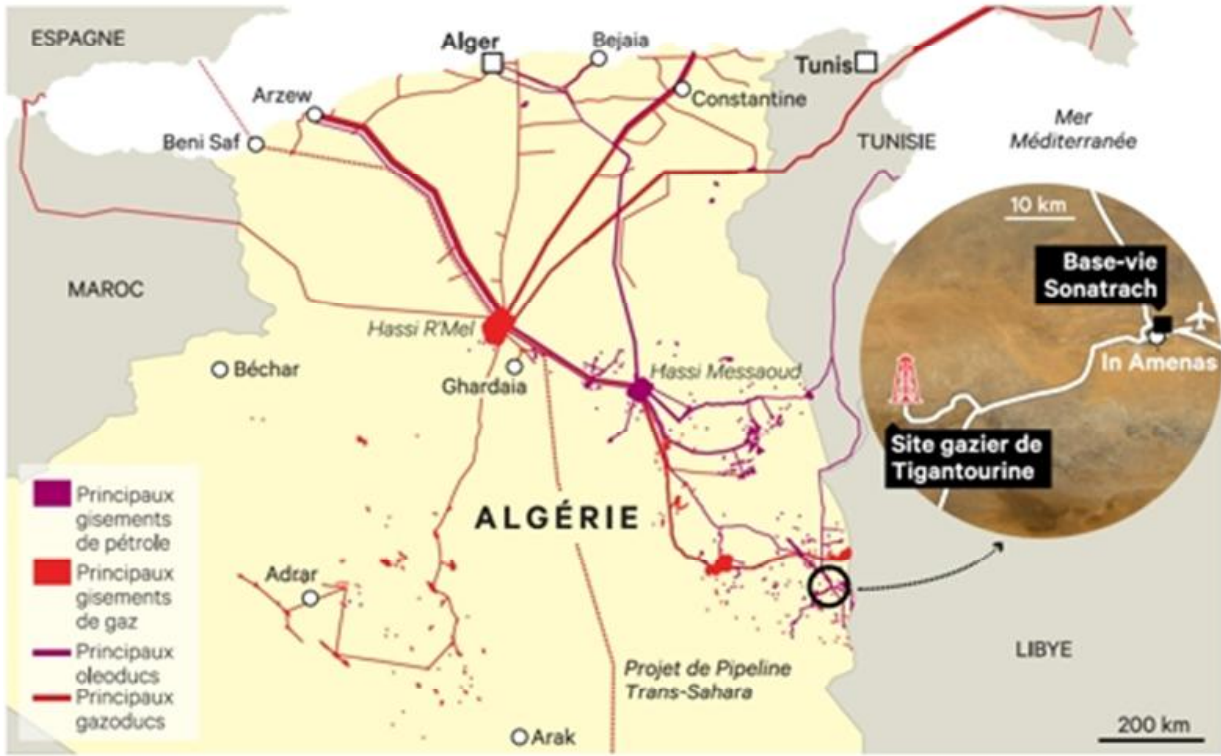 ESPAGNE
Alger
Bejaia
Tunis
Arzew
Constantine
Beni Saf
TUNISIE
Mer
Méditerranée
10 km
Base-vie
Sonatrach
In Amenas
Site gazier de
Tigantourine
MAROC
Hassi R'Mel
Béchar
Ghardaia
Hassi Messaoud
ALGÉRIE
Principaux
gisements
de pétrole
Principaux
gisements
de gaz
Principaux
oleoducs
Principaux
gazoducs
Adrar
Projet de Pipeline
Trans-Sahara
LIBYE
Arak
200 km